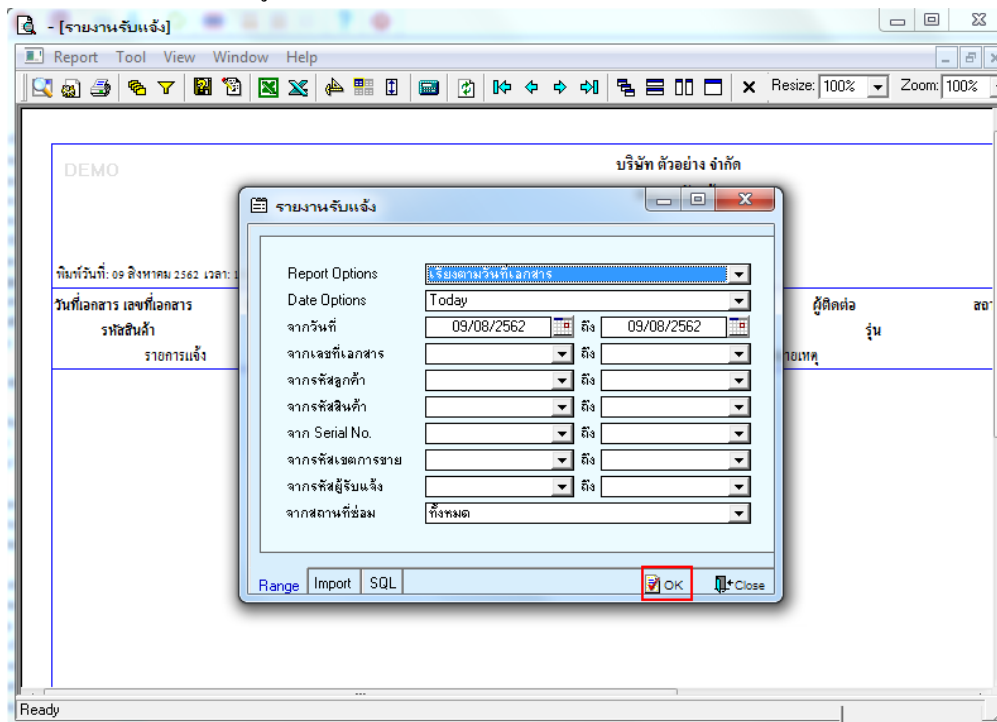 - [รายงานรับแจ้ง]
Report Tool View Window Help
Resize: 100% Zoom: 100%
DEMO
บริษัท ตัวอย่าง จำกัด
รายงานรับแจ้ง
Report Options เรียงตามวันที่เอกสาร
Date Options Today
จากวันที่ 09/08/2562 ถึง 09/08/2562
จากเลขที่เอกสาร ถึง
จากรหัสลูกค้า ถึง
จากรหัสสินค้า ถึง
จาก Serial No. ถึง
จากรหัสเขตการขาย ถึง
จากรหัสผู้รับแจ้ง ถึง
จากสถานที่ซ่อม ทั้งหมด
Range Import SQL OK Close
พิมพ์วันที่: 09 สิงหาคม 2562 เวลา:
วันที่เอกสาร เลขที่เอกสาร ผู้ติดต่อ
รหัสสินค้า รุ่น
รายการแจ้ง
Ready